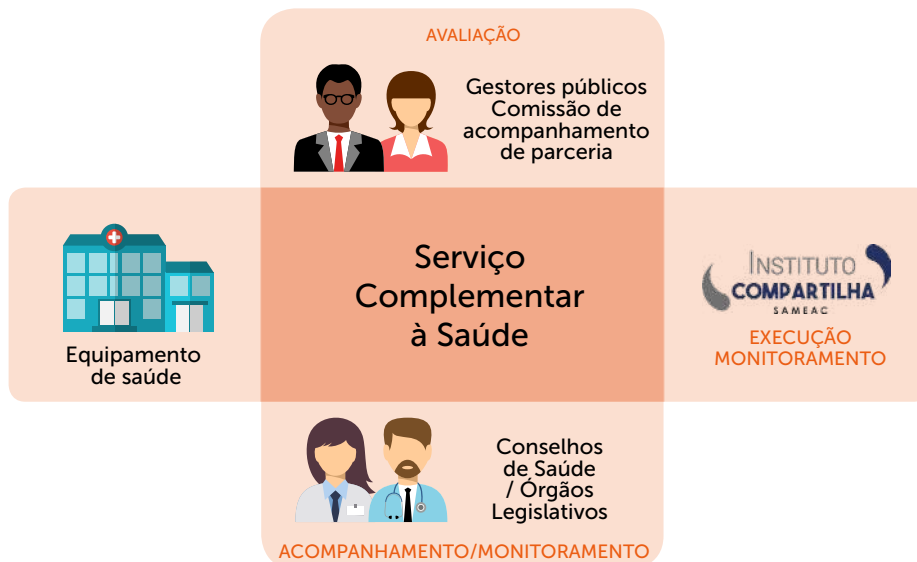 AVALIAÇÃO
Gestores públicos
Comissão de
acompanhamento
de parceria
Equipamento
de saúde
Serviço
Complementar
à Saúde
INSTITUTO
COMPARTILHA
SAMEAC
EXECUÇÃO
MONITORAMENTO
Conselhos
de Saúde
/ Órgãos
Legislativos
ACOMPANHAMENTO/MONITORAMENTO